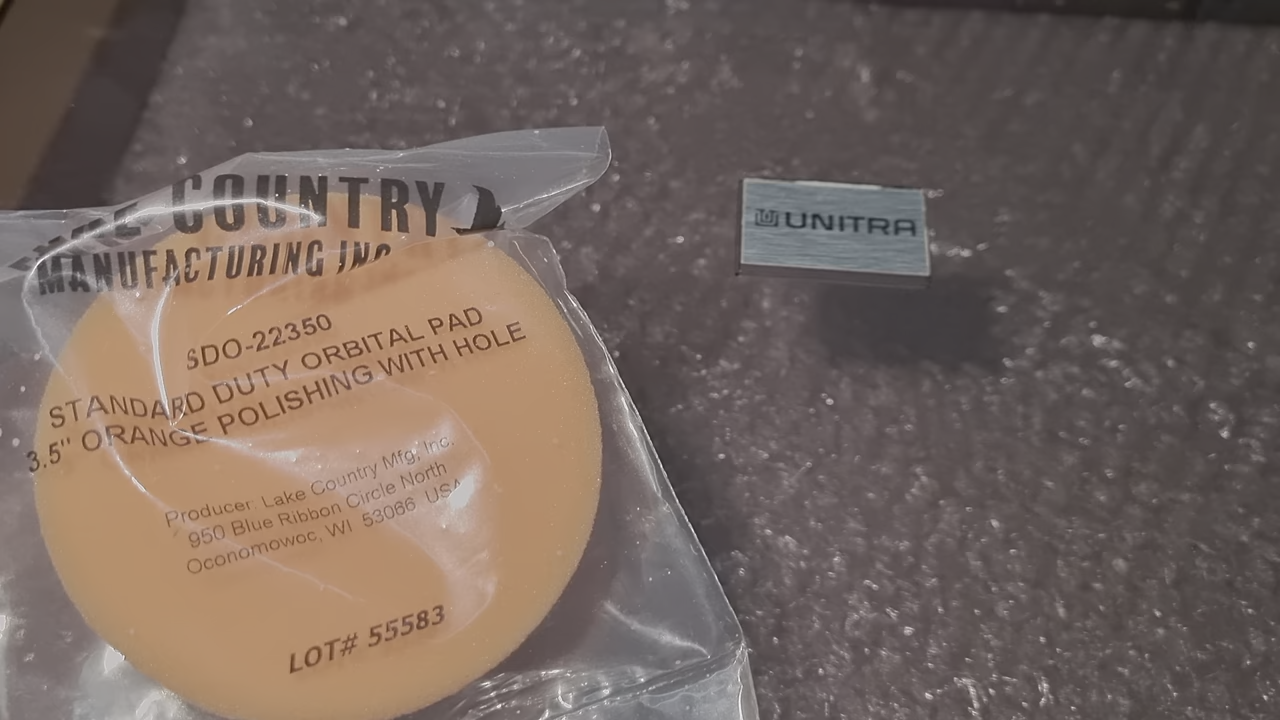 COUNTRY
MANUFACTURING INC
SDO-22350
STANDARD DUTY ORBITAL PAD
3.5" ORANGE POLISHING WITH HOLE
Producer: Lake Country Mfg, Inc.
950 Blue Ribbon Circle North
Oconomowoc, WI 53066 USA
LOT# 55583
UNITRA